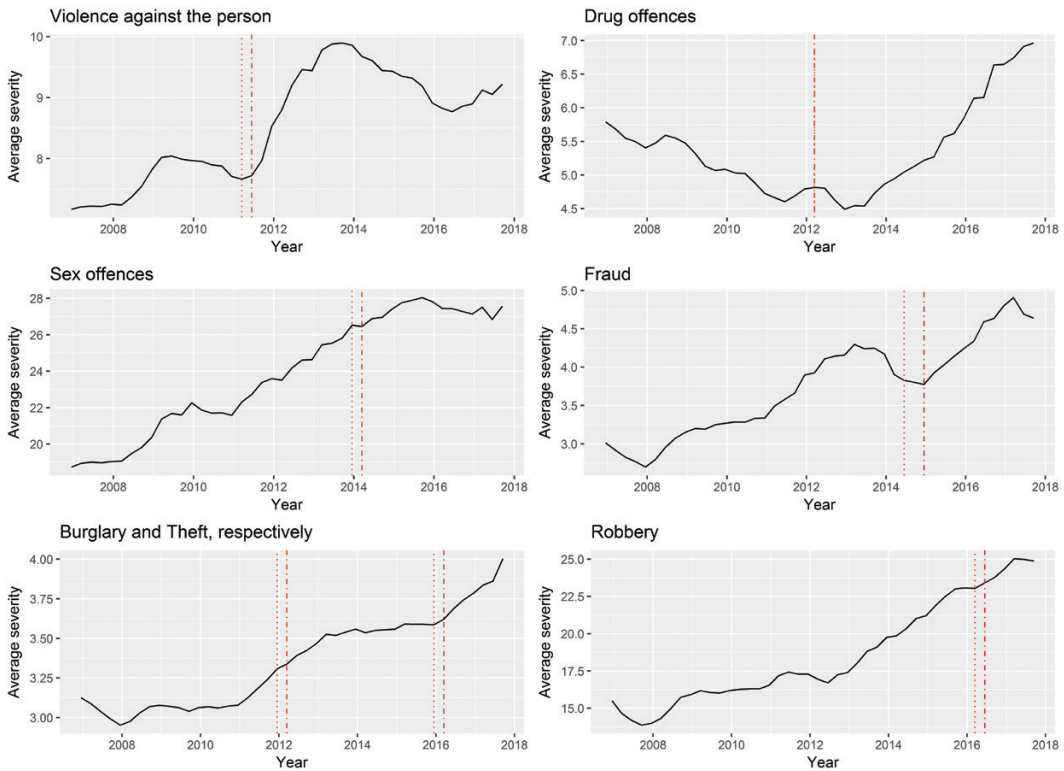 Violence against the person
Average severity
10
9
8
2008 2010 2012 2014 2016 2018
Year
Drug offences
Average severity
7.0
6.5
6.0
5.5
5.0
4.5
2008 2010 2012 2014 2016 2018
Year
Sex offences
Average severity
28
26
24
22
20
2008 2010 2012 2014 2016 2018
Year
Fraud
Average severity
5.0
4.5
4.0
3.5
3.0
2008 2010 2012 2014 2016 2018
Year
Burglary and Theft, respectively
Average severity
4.00
3.75
3.50
3.25
3.00
2008 2010 2012 2014 2016 2018
Year
Robbery
Average severity
25.0
22.5
20.0
17.5
15.0
2008 2010 2012 2014 2016 2018
Year